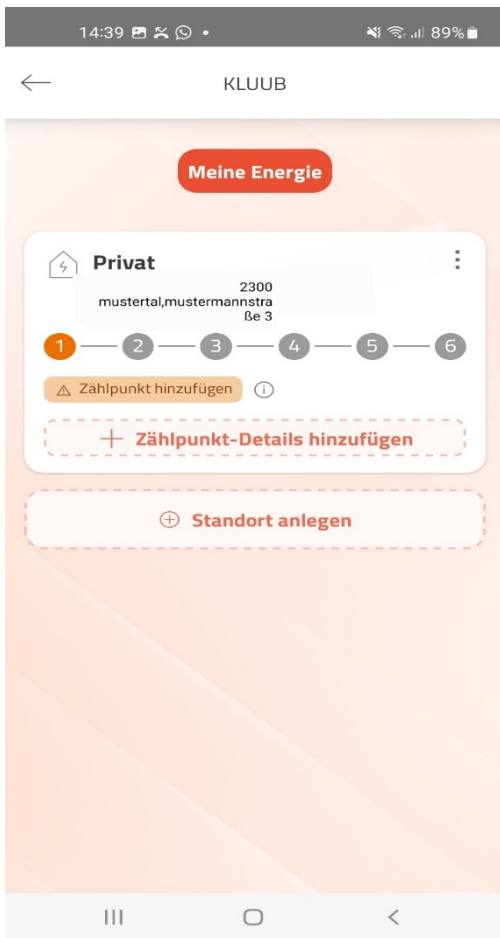 14:39 89%
KLUUB
Meine Energie
Privat
2300
mustertal,mustermannstra
ße 3
1 2 3 4 5 6
Zählpunkt hinzufügen
Zählpunkt-Details hinzufügen
Standort anlegen